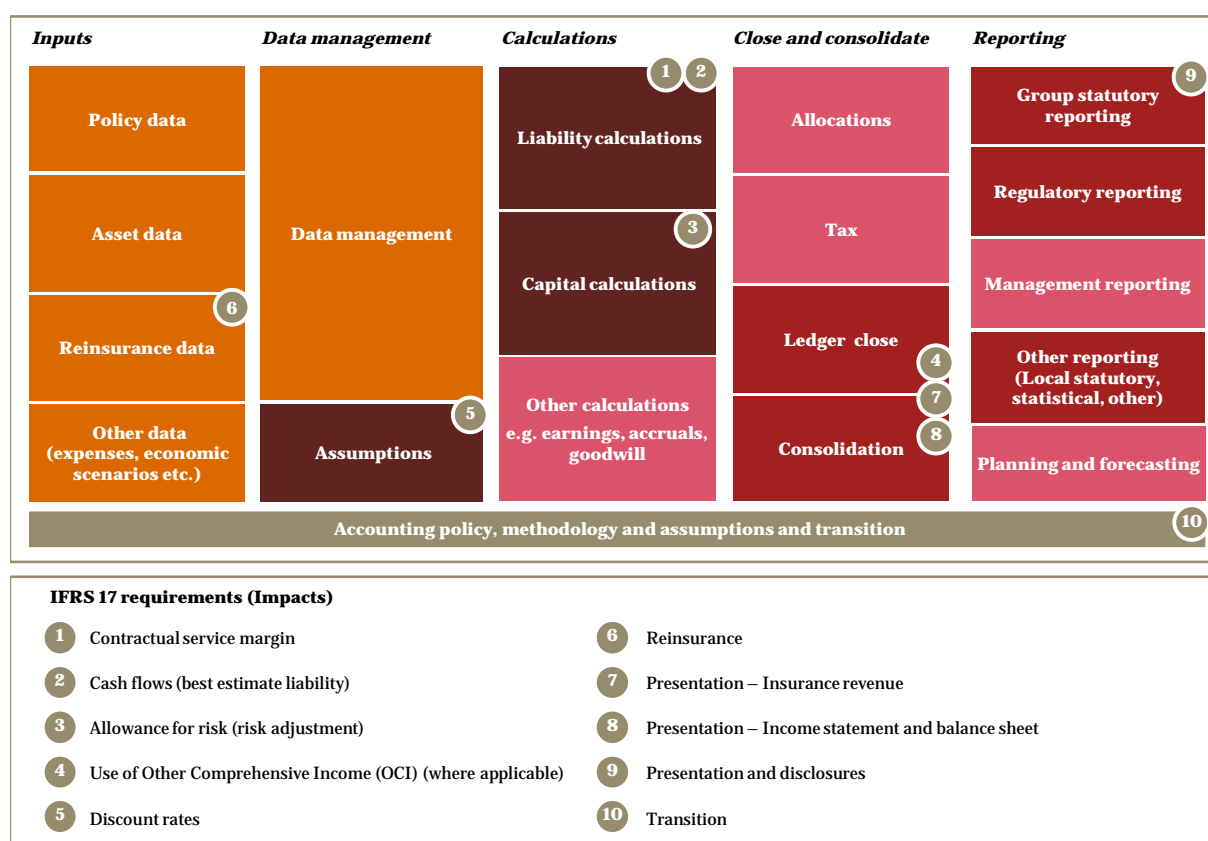 Inputs
Data management
Calculations
Close and consolidate
Reporting
Policy data
Asset data
6
Reinsurance data
Other data
(expenses, economic
scenarios etc.)
Data management
5
Assumptions
1
2
Liability calculations
3
Capital calculations
Other calculations
e.g. earnings, accruals,
goodwill
Allocations
Tax
Ledger close
4
7
8
Consolidation
9
Group statutory
reporting
Regulatory reporting
Management reporting
Other reporting
(Local statutory,
statistical, other)
Planning and forecasting
Accounting policy, methodology and assumptions and transition
10
IFRS 17 requirements (Impacts)
1 Contractual service margin
2 Cash flows (best estimate liability)
3 Allowance for risk (risk adjustment)
4 Use of Other Comprehensive Income (OCI) (where applicable)
5 Discount rates
6 Reinsurance
7 Presentation – Insurance revenue
8 Presentation – Income statement and balance sheet
9 Presentation and disclosures
10 Transition